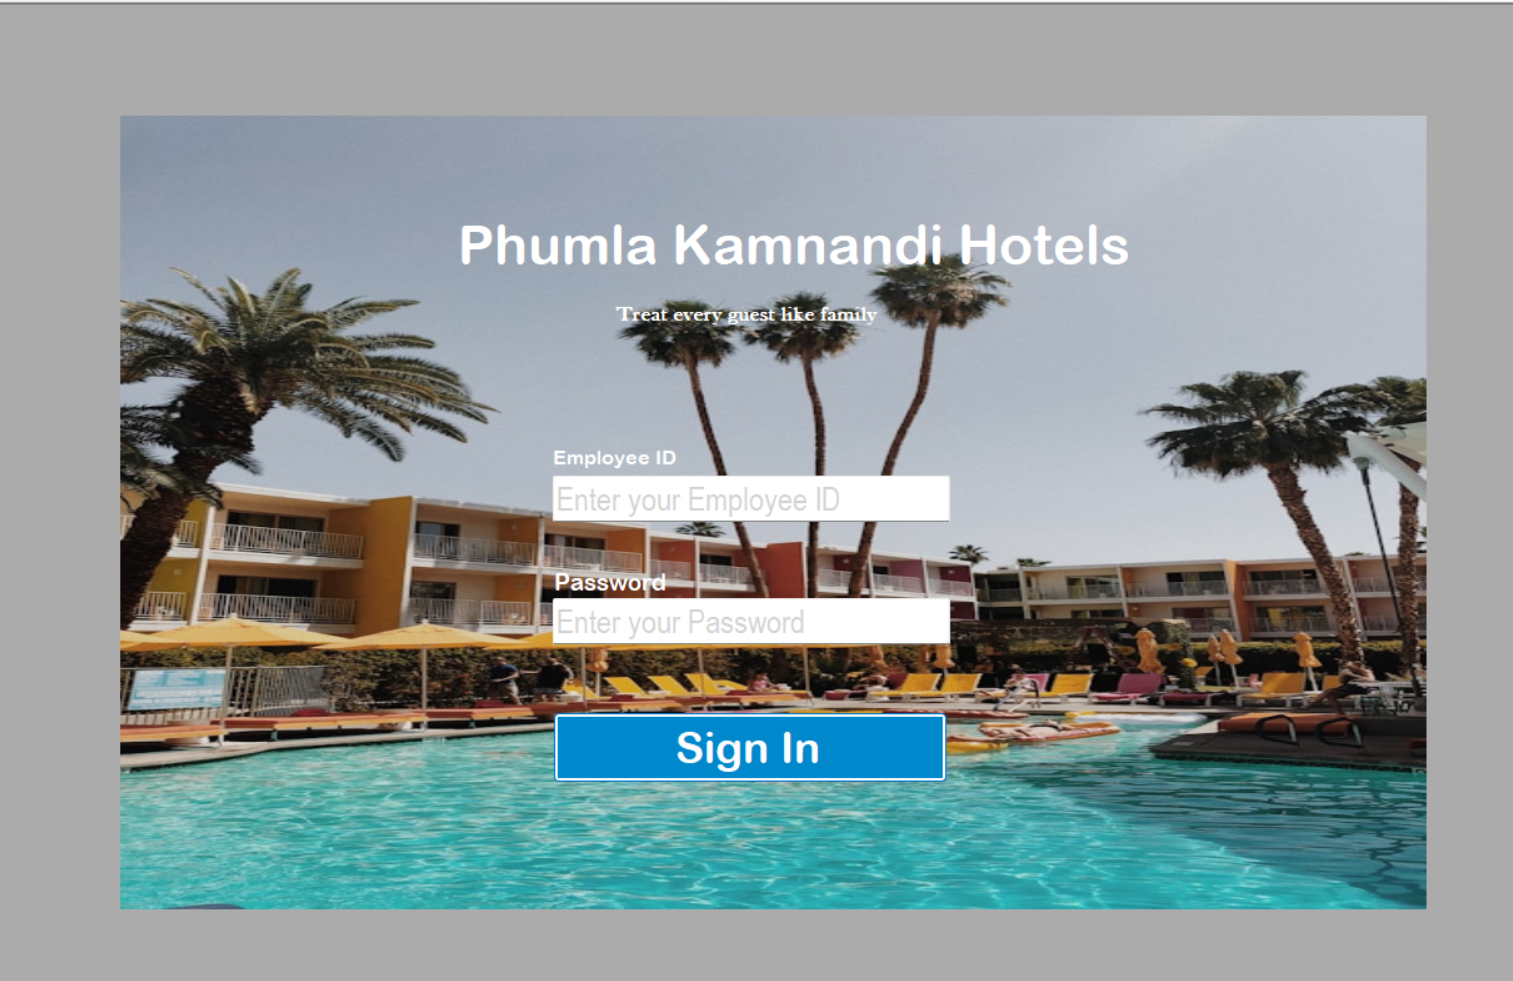 Phumla Kamnandi Hotels
Treat every guest like family
Employee ID
Enter your Employee ID
Password
Enter your Password
Sign In